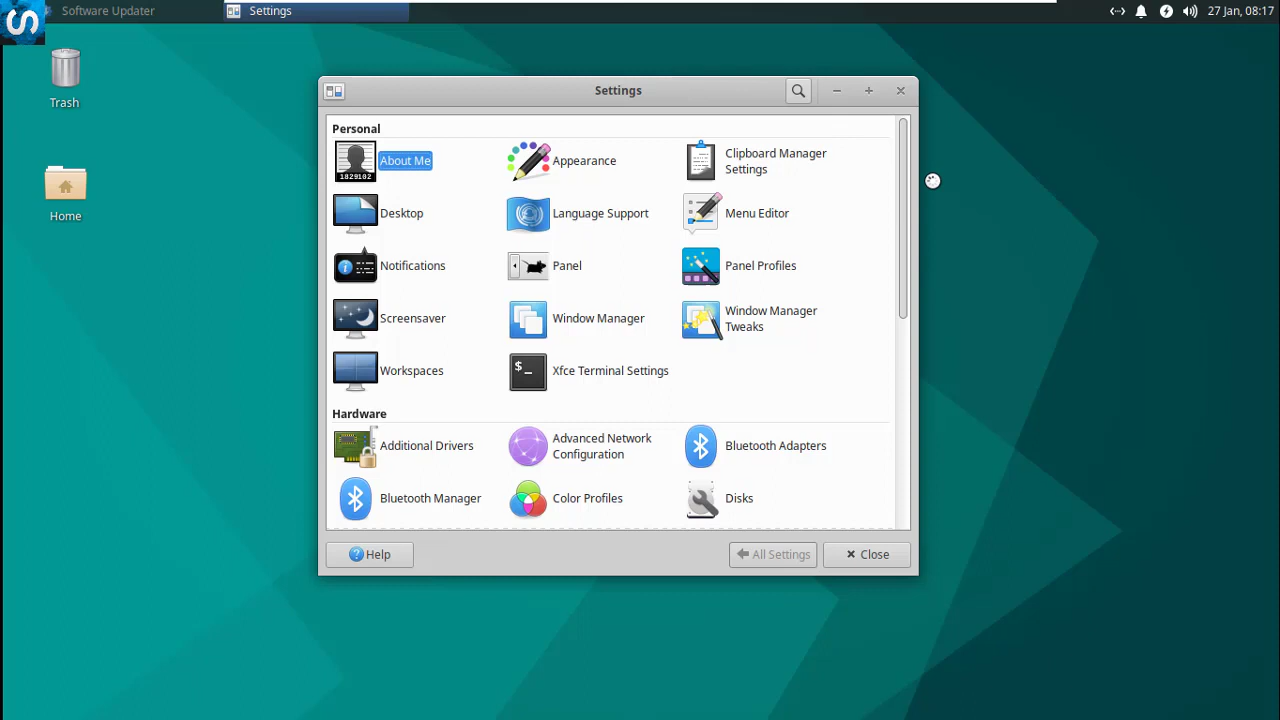 Software Updater
Settings
27 Jan, 08:17
S
Trash
Home
Settings
Personal
1829102
About Me
Appearance
Clipboard Manager
Settings
Desktop
Language Support
Menu Editor
Notifications
Panel
Panel Profiles
Screensaver
Window Manager
Window Manager
Tweaks
Workspaces
$_
Xfce Terminal Settings
Hardware
Additional Drivers
Advanced Network
Configuration
Bluetooth Adapters
Bluetooth Manager
Color Profiles
Disks
Help
All Settings
Close